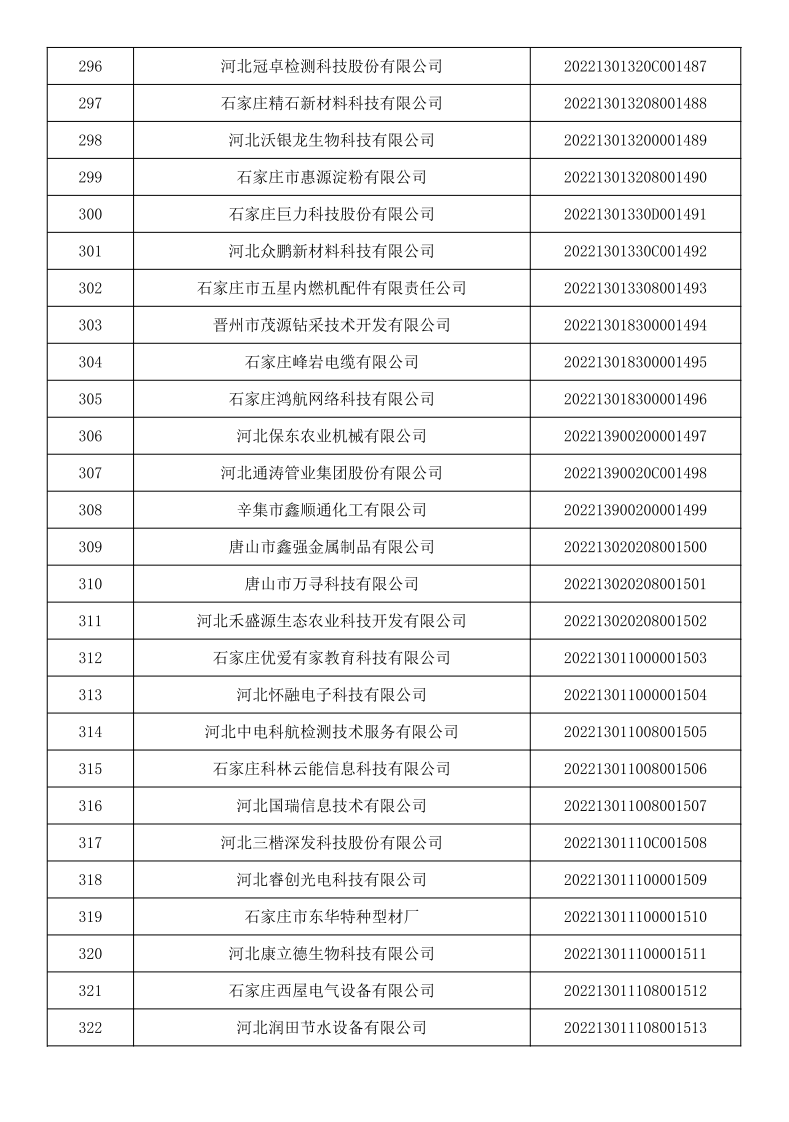 296 河北冠卓检测科技股份有限公司 20221301320C001487
297 石家庄精石新材料科技有限公司 202213013208001488
298 河北沃银龙生物科技有限公司 202213013200001489
299 石家庄市惠源淀粉有限公司 202213013208001490
300 石家庄巨力科技股份有限公司 20221301330D001491
301 河北众鹏新材料科技有限公司 20221301330C001492
302 石家庄市五星内燃机配件有限责任公司 202213013308001493
303 晋州市茂源钻采技术开发有限公司 202213018300001494
304 石家庄峰岩电缆有限公司 202213018300001495
305 石家庄鸿航网络科技有限公司 202213018300001496
306 河北保东农业机械有限公司 202213900200001497
307 河北通涛管业集团股份有限公司 20221390020C001498
308 辛集市鑫顺通化工有限公司 202213900200001499
309 唐山市鑫强金属制品有限公司 202213020208001500
310 唐山市万寻科技有限公司 202213020208001501
311 河北禾盛源生态农业科技开发有限公司 202213020208001502
312 石家庄优爱有家教育科技有限公司 202213011000001503
313 河北怀融电子科技有限公司 202213011000001504
314 河北中电科航检测技术服务有限公司 202213011008001505
315 石家庄科林云能信息科技有限公司 202213011008001506
316 河北国瑞信息技术有限公司 202213011008001507
317 河北三楷深发科技股份有限公司 20221301110C001508
318 河北睿创光电科技有限公司 202213011100001509
319 石家庄市东华特种型材厂 202213011100001510
320 河北康立德生物科技有限公司 202213011100001511
321 石家庄西屋电气设备有限公司 202213011108001512
322 河北润田节水设备有限公司 202213011108001513